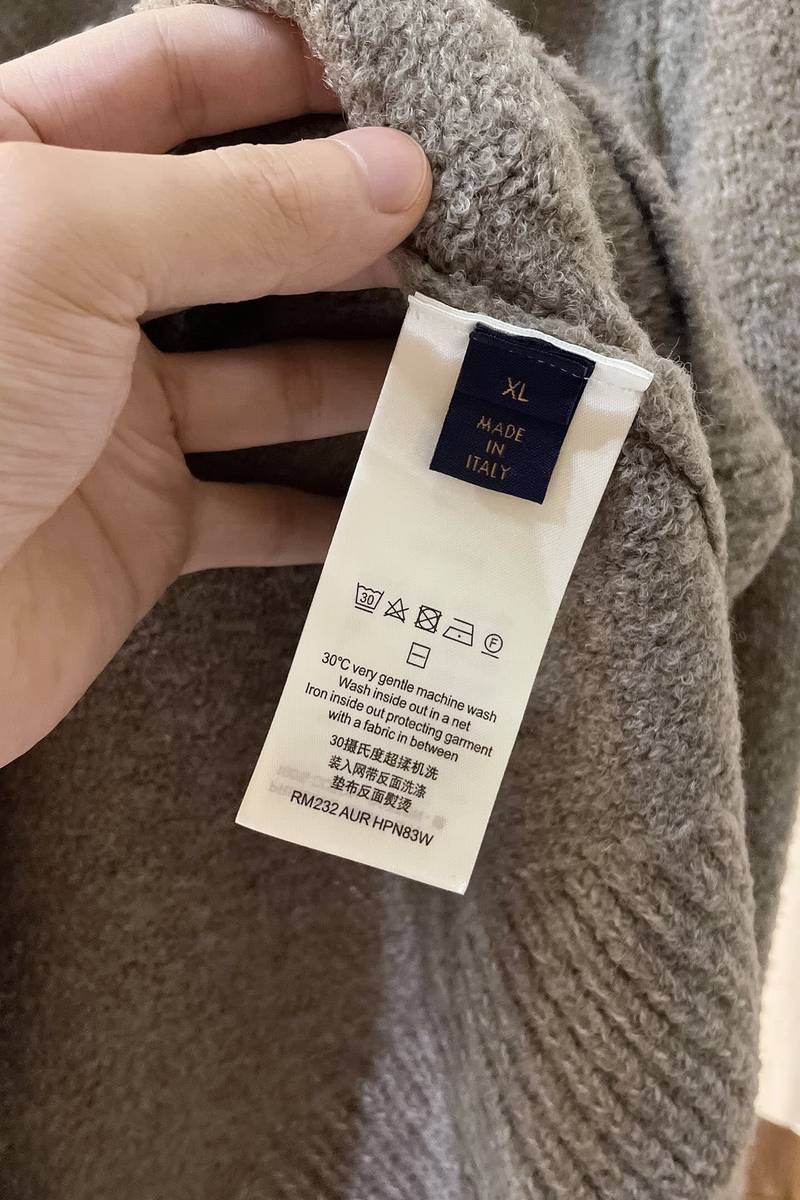 XL
MADE
IN
ITALY
30
F
30°C very gentle machine wash
Wash inside out in a net
Iron inside out protecting garment
with a fabric in between
30摄氏度超揉机洗
装入网带反面洗涤
垫布反面熨烫
RM232 AUR HPN83W